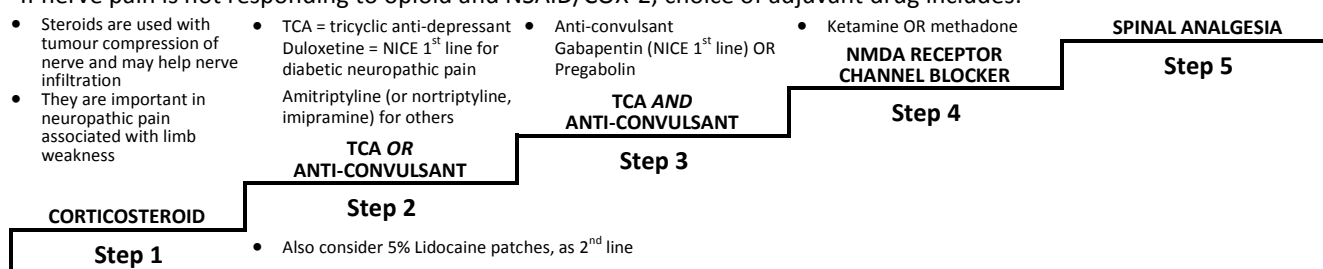 If nerve pain is not responding to opioid and NSAID/COX-2, choice of adjuvant drug includes:
• Steroids are used with
tumour compression of
nerve and may help nerve
infiltration
• They are important in
neuropathic pain
associated with limb
weakness
CORTICOSTEROID
Step 1
• TCA = tricyclic anti-depressant
Duloxetine = NICE 1st line for
diabetic neuropathic pain
Amitriptyline (or nortriptyline,
imipramine) for others
TCA OR
ANTI-CONVULSANT
Step 2
• Also consider 5% Lidocaine patches, as 2nd line
• Anti-convulsant
Gabapentin (NICE 1st line) OR
Pregabolin
TCA AND
ANTI-CONVULSANT
Step 3
• Ketamine OR methadone
NMDA RECEPTOR
CHANNEL BLOCKER
Step 4
SPINAL ANALGESIA
Step 5